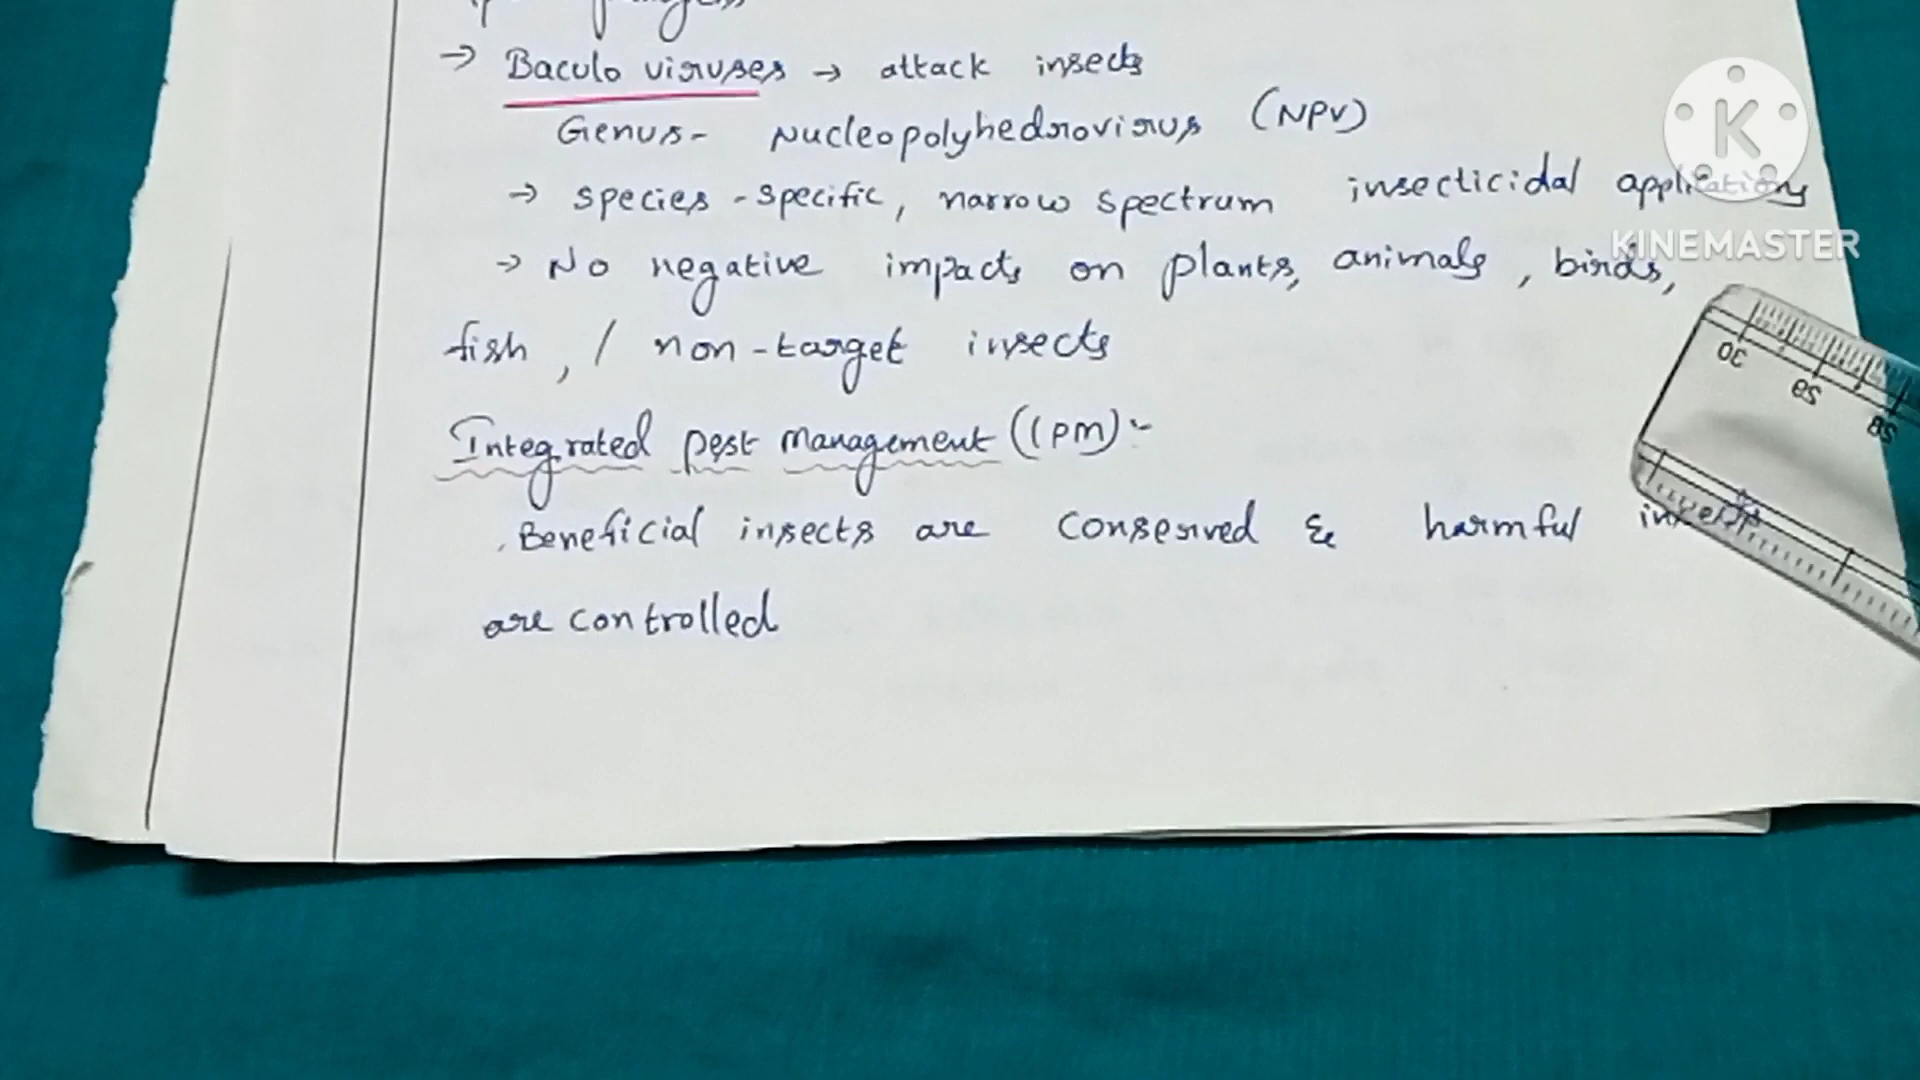 → Baculo viruses → attack insects
Genus- Nucleopolyhedrovirus (NPV)
→ species-specific, narrow spectrum insecticidal applications
→ No negative impacts on plants, animals, birds,
fish, / non-target insects
Integrated pest management (IPM):-
Beneficial insects are conserved & harmful insects
are controlled
K
KINEMASTER
30
29
28